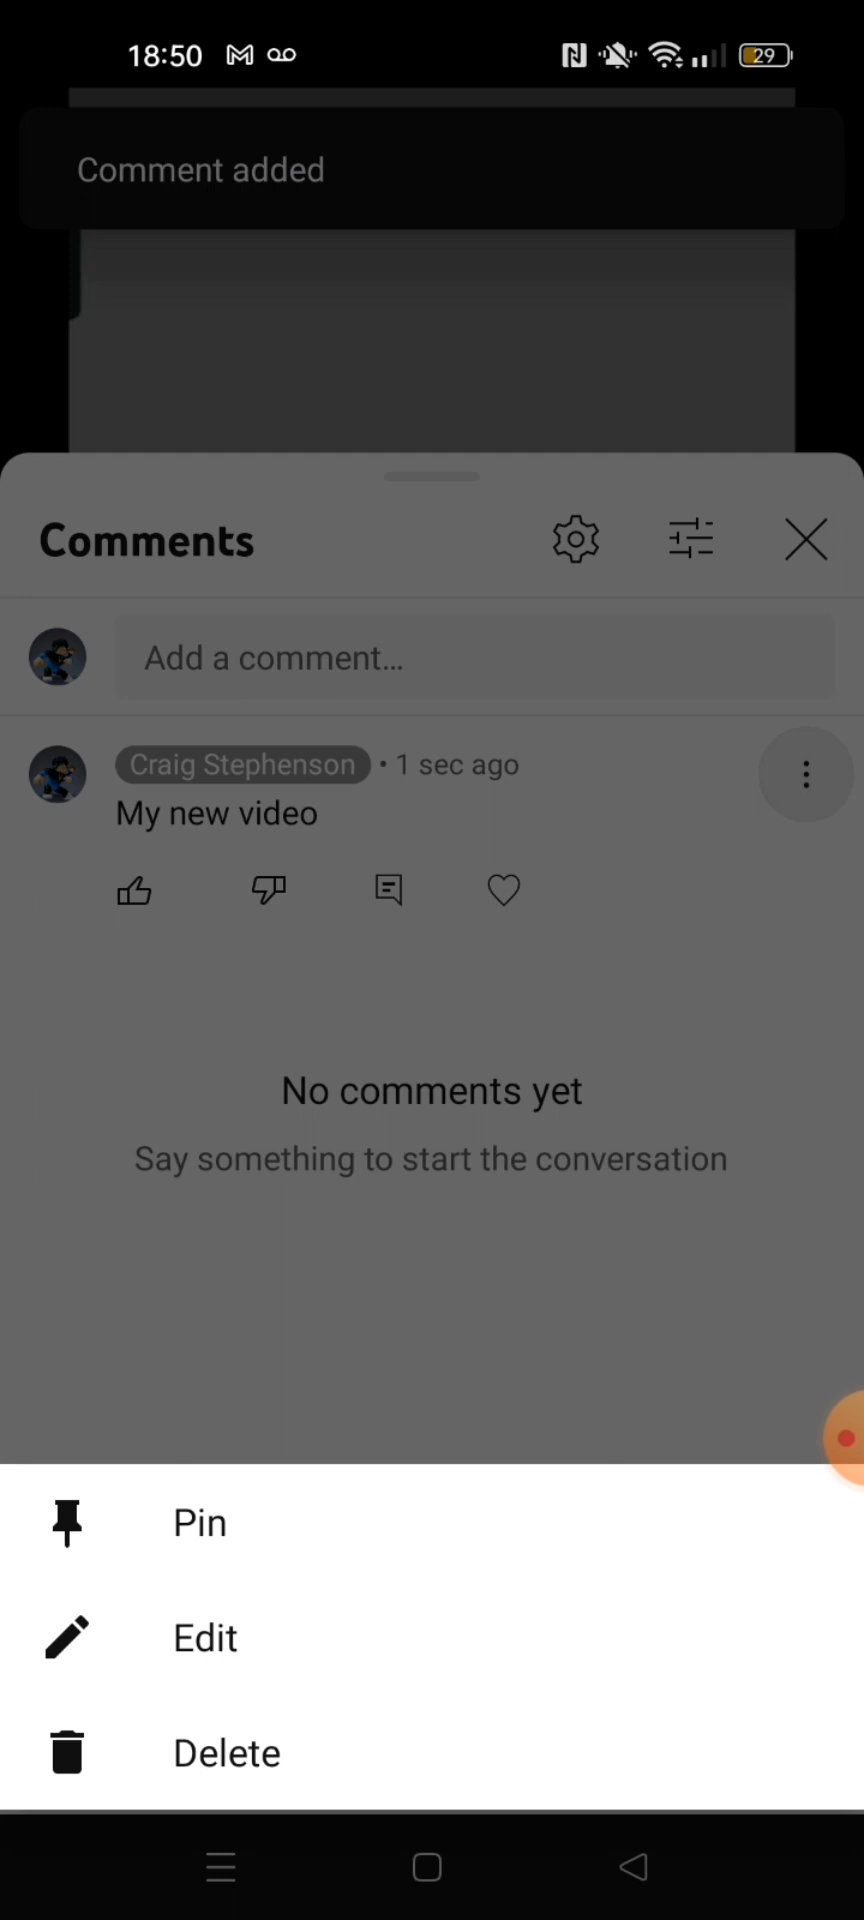 18:50
29
Comment added
Comments
Add a comment...
Craig Stephenson • 1 sec ago
My new video
No comments yet
Say something to start the conversation
Pin
Edit
Delete